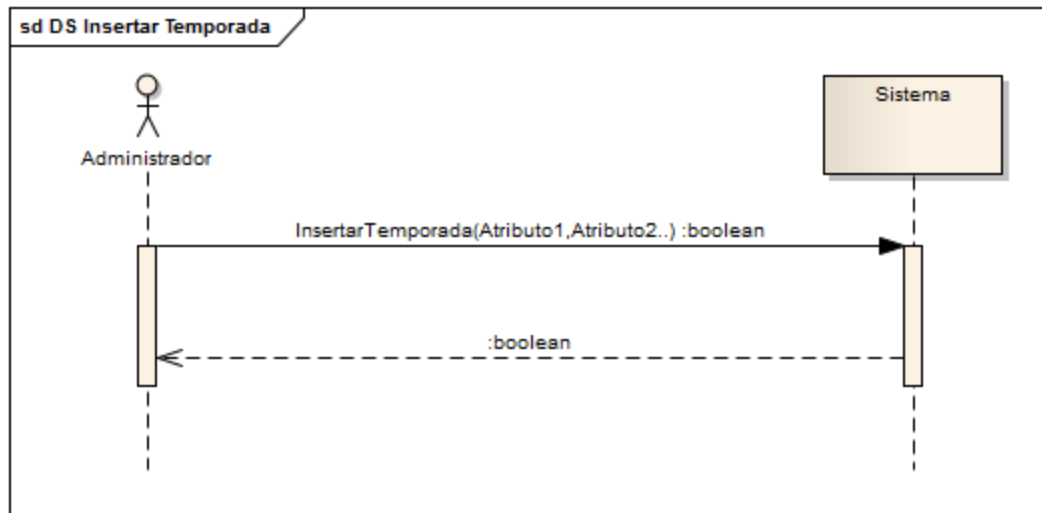 sd DS Insertar Temporada
Sistema
Administrador
InsertarTemporada(Atributo1,Atributo2..) :boolean
:boolean